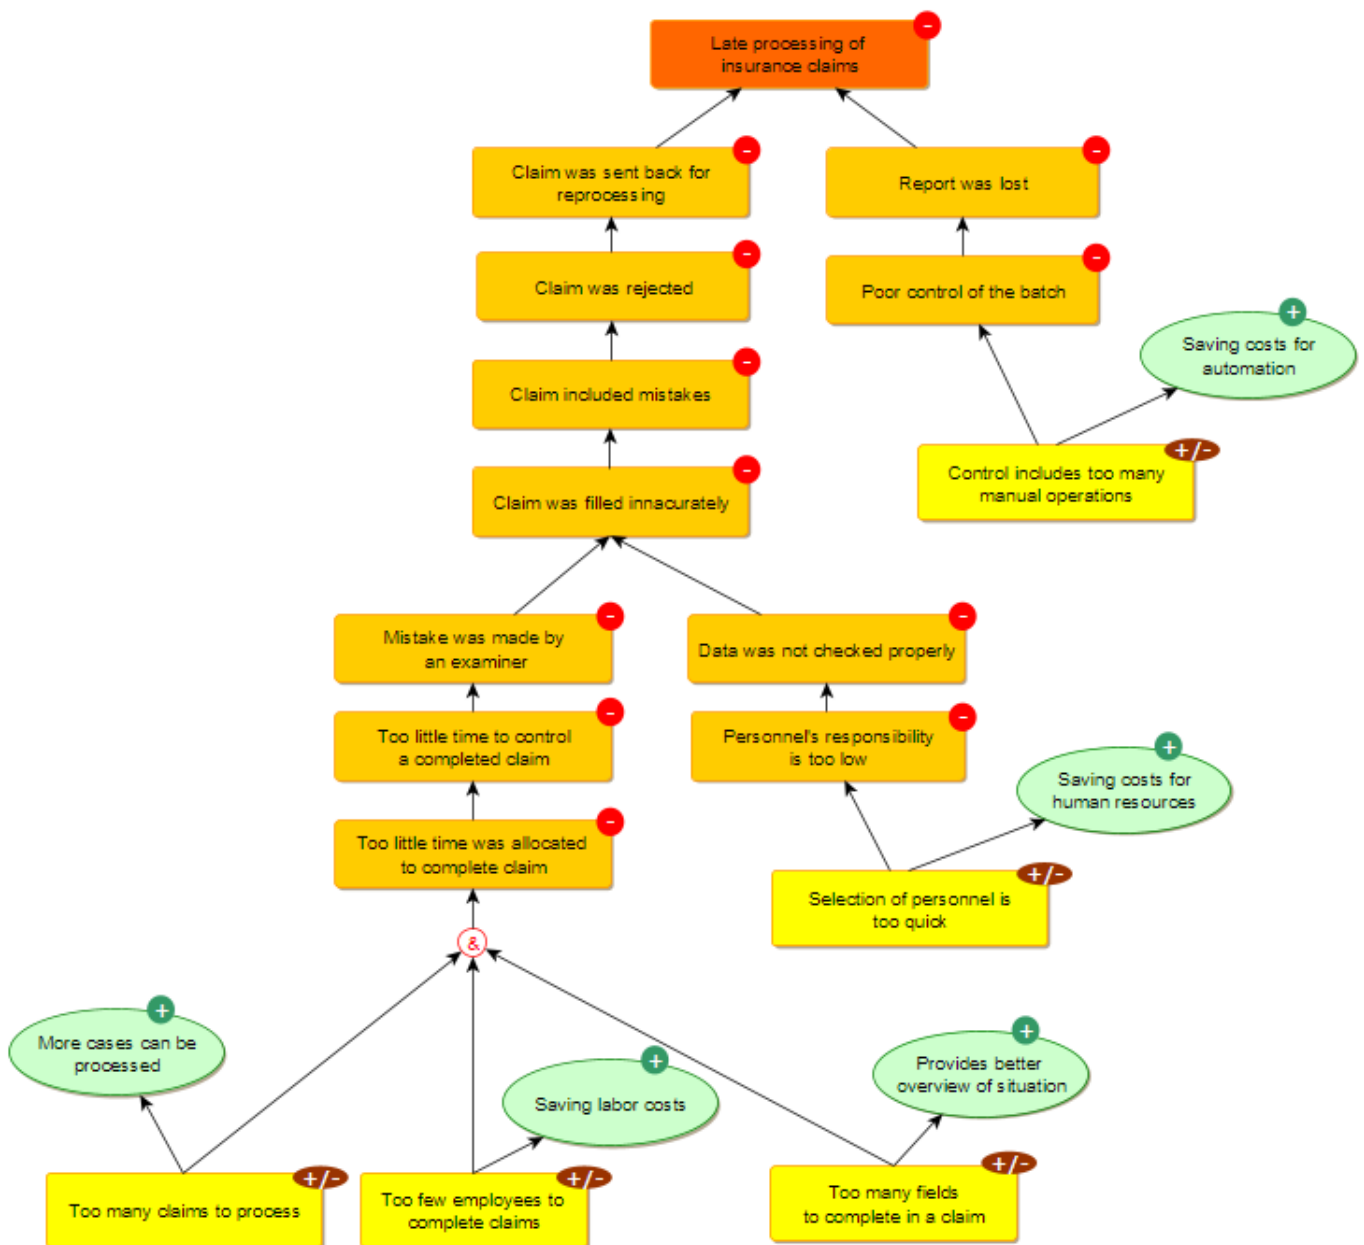 -
Late processing of
insurance claims
-
Claim was sent back for
reprocessing
-
Report was lost
-
Claim was rejected
-
Poor control of the batch
+
Saving costs for
automation
-
Claim included mistakes
+/-
Control includes too many
manual operations
-
Claim was filled innacurately
-
Mistake was made by
an examiner
-
Data was not checked properly
-
Too little time to control
a completed claim
-
Personnel's responsibility
is too low
+
Saving costs for
human resources
-
Too little time was allocated
to complete claim
+/-
Selection of personnel is
too quick
&
+
More cases can be
processed
+
Saving labor costs
+
Provides better
overview of situation
+/-
Too many claims to process
+/-
Too few employees to
complete claims
+/-
Too many fields
to complete in a claim